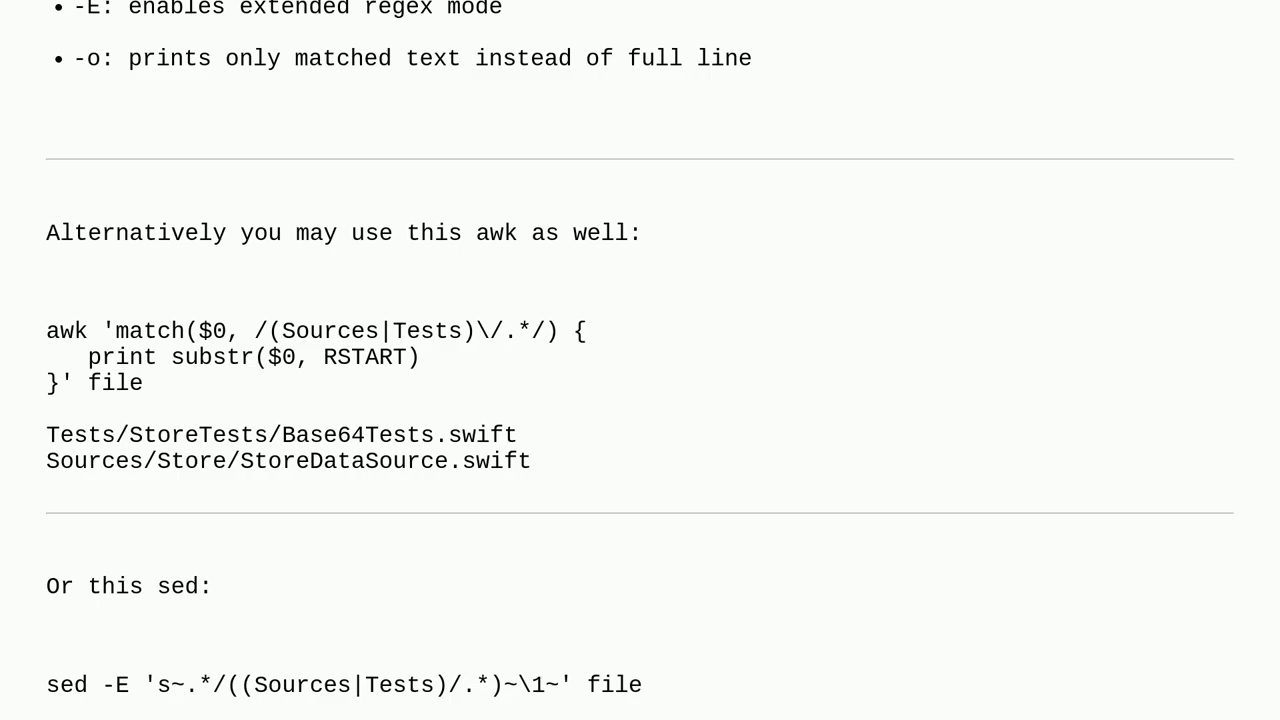 • -E: enables extended regex mode
• -o: prints only matched text instead of full line
Alternatively you may use this awk as well:
awk 'match($0, /(Sources|Tests)\/.*/) {
   print substr($0, RSTART)
}' file
Tests/StoreTests/Base64Tests.swift
Sources/Store/StoreDataSource.swift
Or this sed:
sed -E 's~.*/((Sources|Tests)/.*)~\1~' file